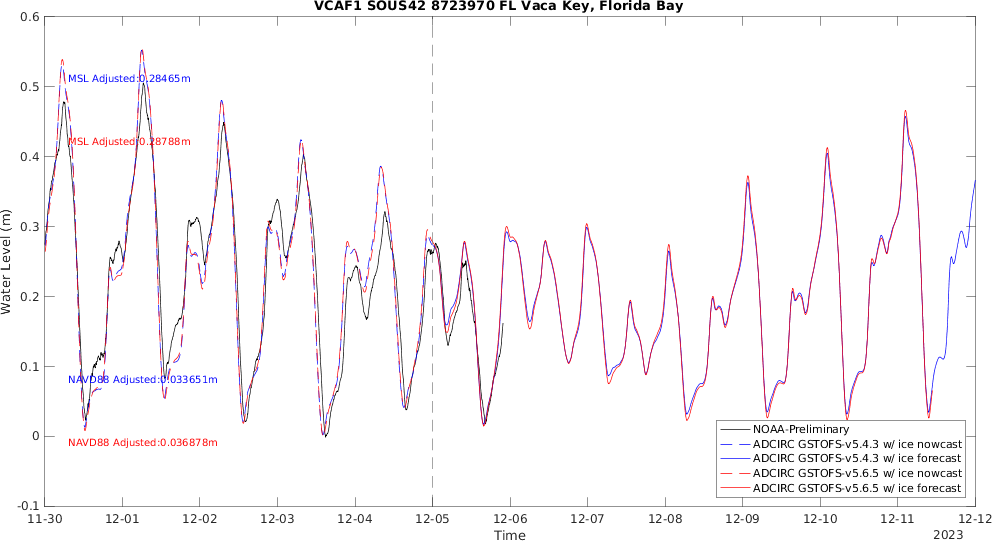 VCAF1 SOUS42 8723970 FL Vaca Key, Florida Bay
0.6
0.5
0.4
0.3
0.2
0.1
0
-0.1
Water Level (m)
MSL Adjusted:0.28465m
MSL Adjusted:0.28788m
NAVD88 Adjusted:0.033651m
NAVD88 Adjusted:0.036878m
NOAA-Preliminary
ADCIRC GSTOFS-v5.4.3 w/ ice nowcast
ADCIRC GSTOFS-v5.4.3 w/ ice forecast
ADCIRC GSTOFS-v5.6.5 w/ ice nowcast
ADCIRC GSTOFS-v5.6.5 w/ ice forecast
11-30 12-01 12-02 12-03 12-04 12-05 12-06 12-07 12-08 12-09 12-10 12-11 12-12
Time
2023